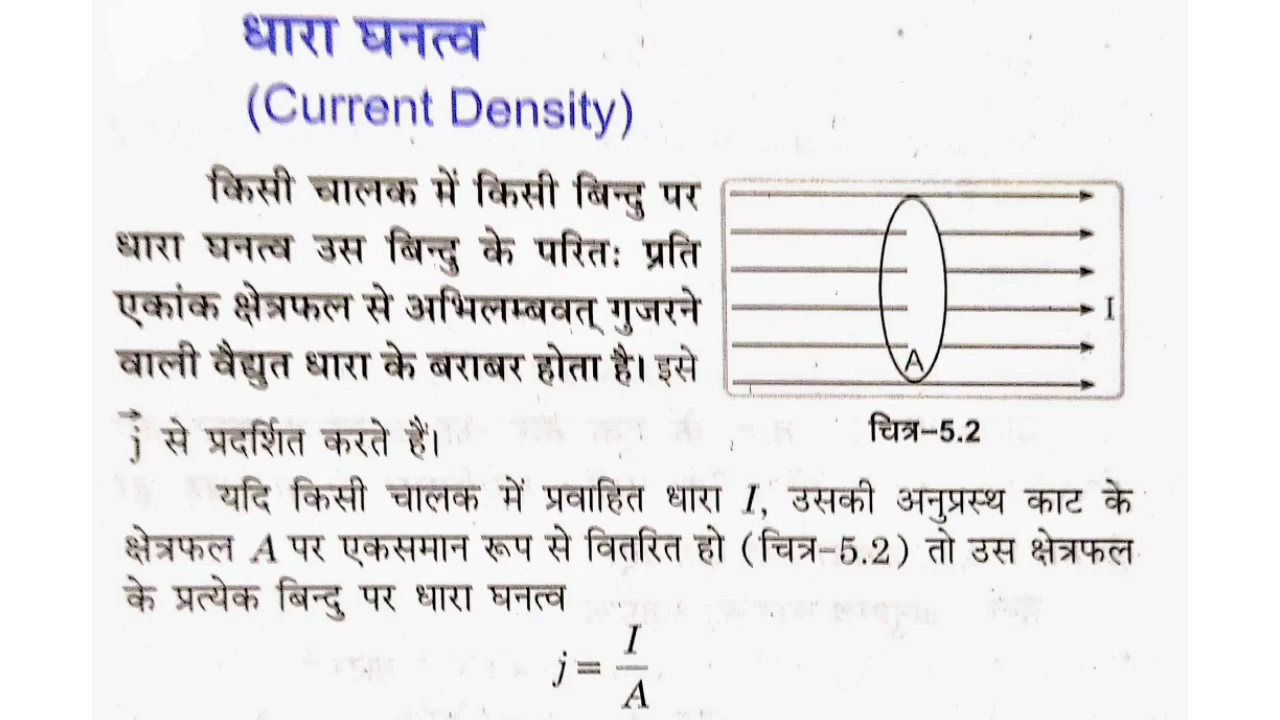 धारा घनत्व
(Current Density)
किसी चालक में किसी बिन्दु पर
धारा घनत्व उस बिन्दु के परितः प्रति
एकांक क्षेत्रफल से अभिलम्बवत् गुजरने
वाली वैद्युत धारा के बराबर होता है। इसे
j⃗ से प्रदर्शित करते हैं।
I
A
चित्र–5.2
यदि किसी चालक में प्रवाहित धारा I, उसकी अनुप्रस्थ काट के
क्षेत्रफल A पर एकसमान रूप से वितरित हो (चित्र–5.2) तो उस क्षेत्रफल
के प्रत्येक बिन्दु पर धारा घनत्व
j = I/A